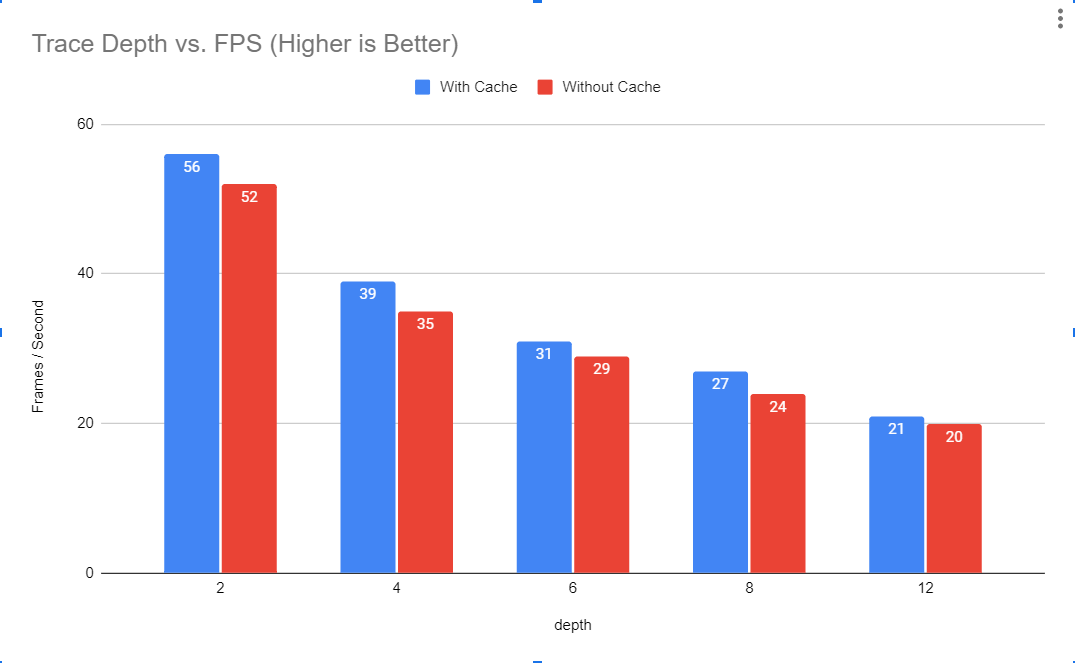 Trace Depth vs. FPS (Higher is Better)
With Cache Without Cache
60
40
20
0
Frames / Second
56 52
39 35
31 29
27 24
21 20
2 4 6 8 12
depth